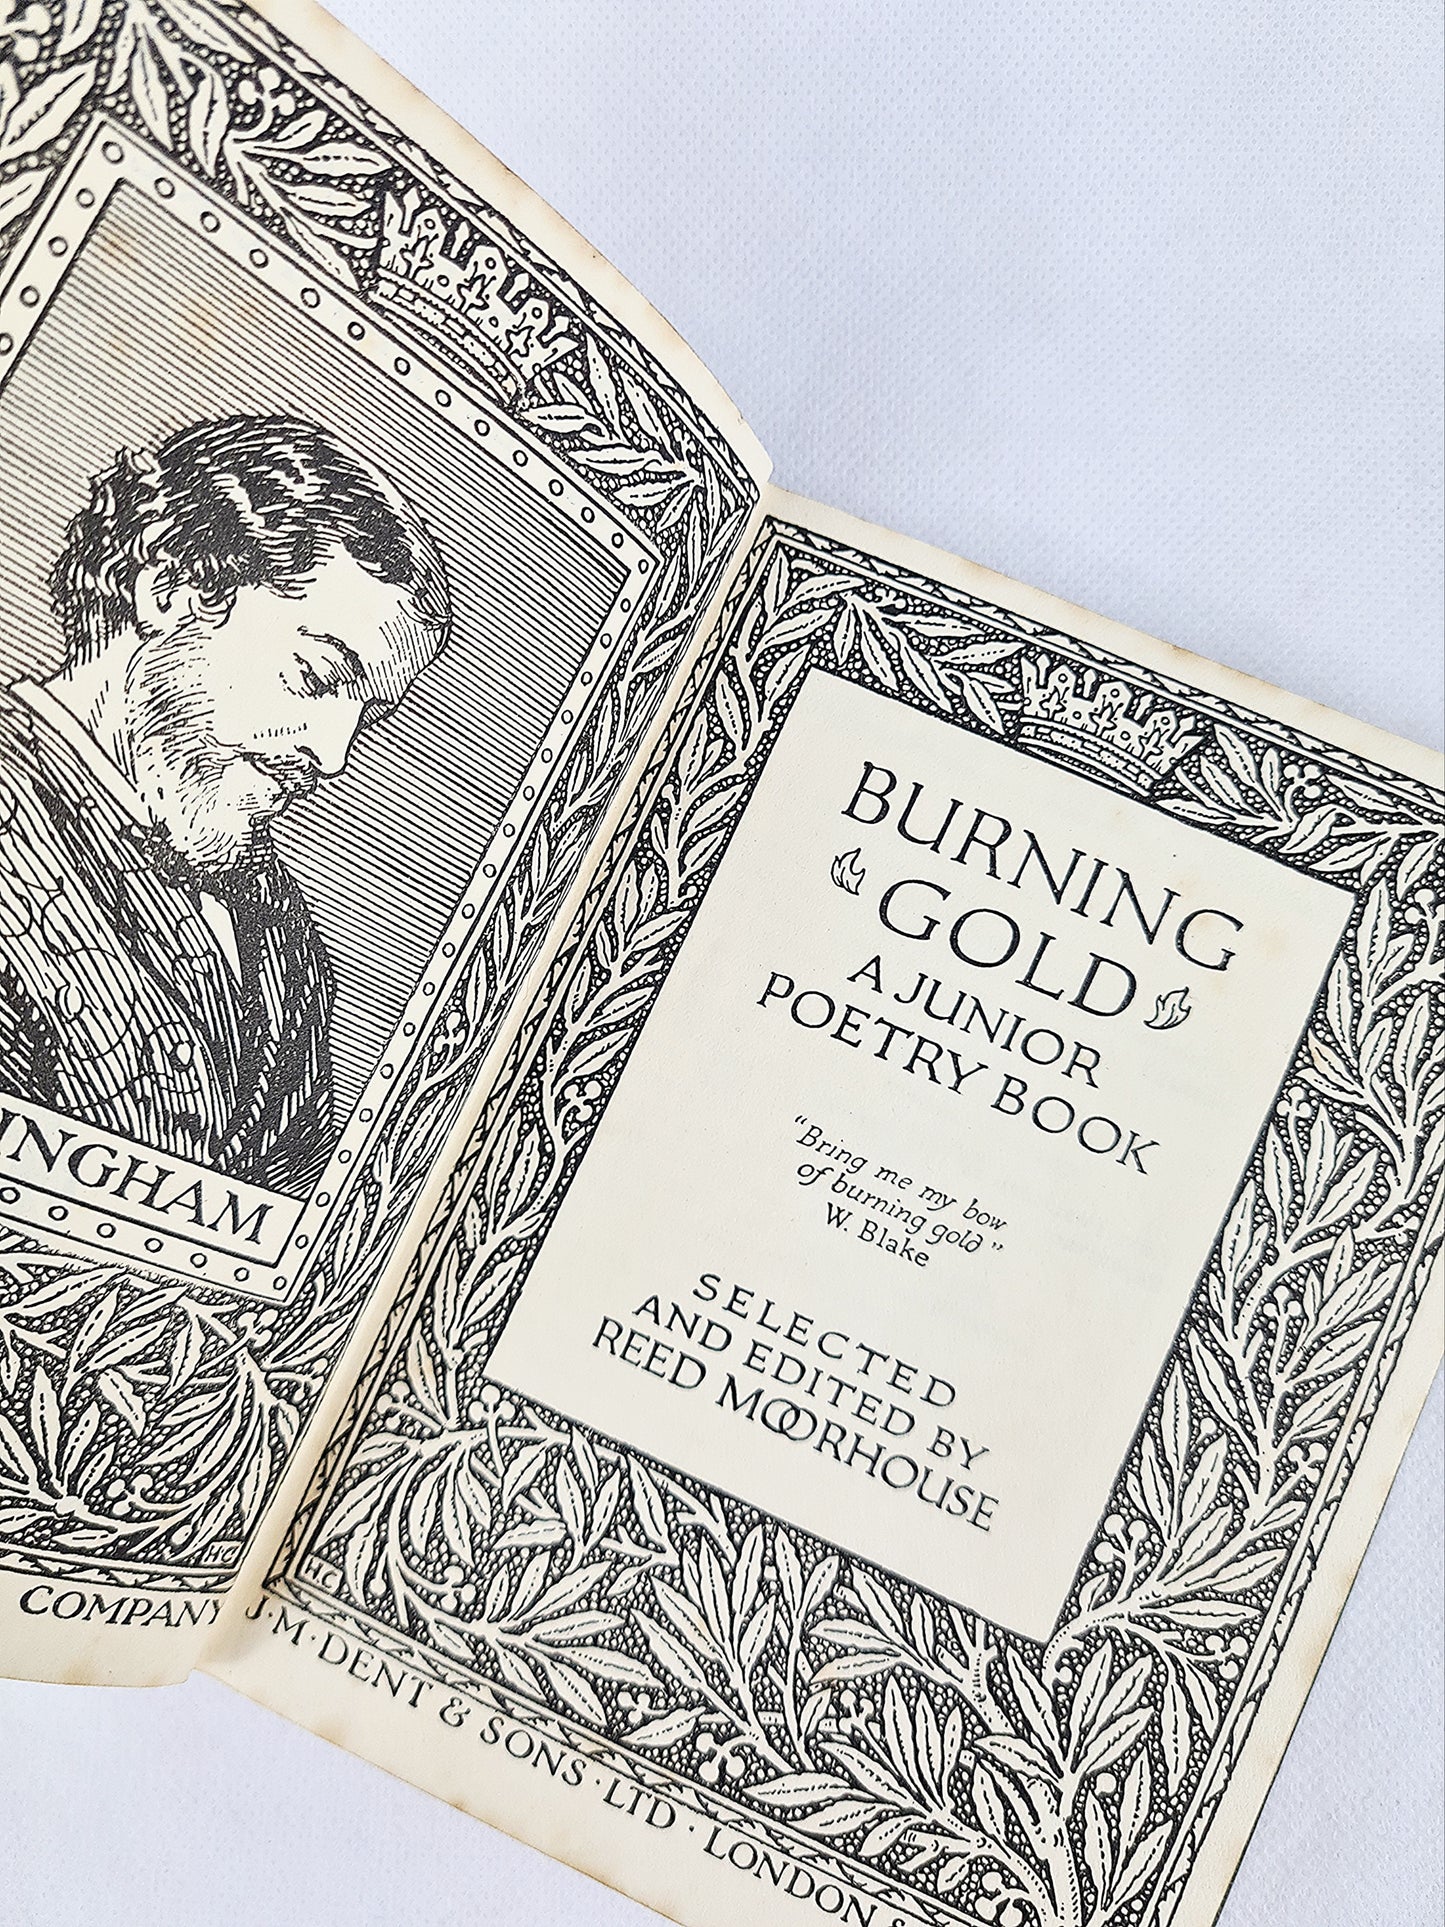 INGHAM
H·C
COMPANY
BURNING
GOLD
A JUNIOR
POETRY BOOK
"Bring me my bow
of burning gold"
W. Blake
SELECTED
AND EDITED BY
REED MOORHOUSE
H·C
J·M·DENT & SONS·LTD·LONDON &